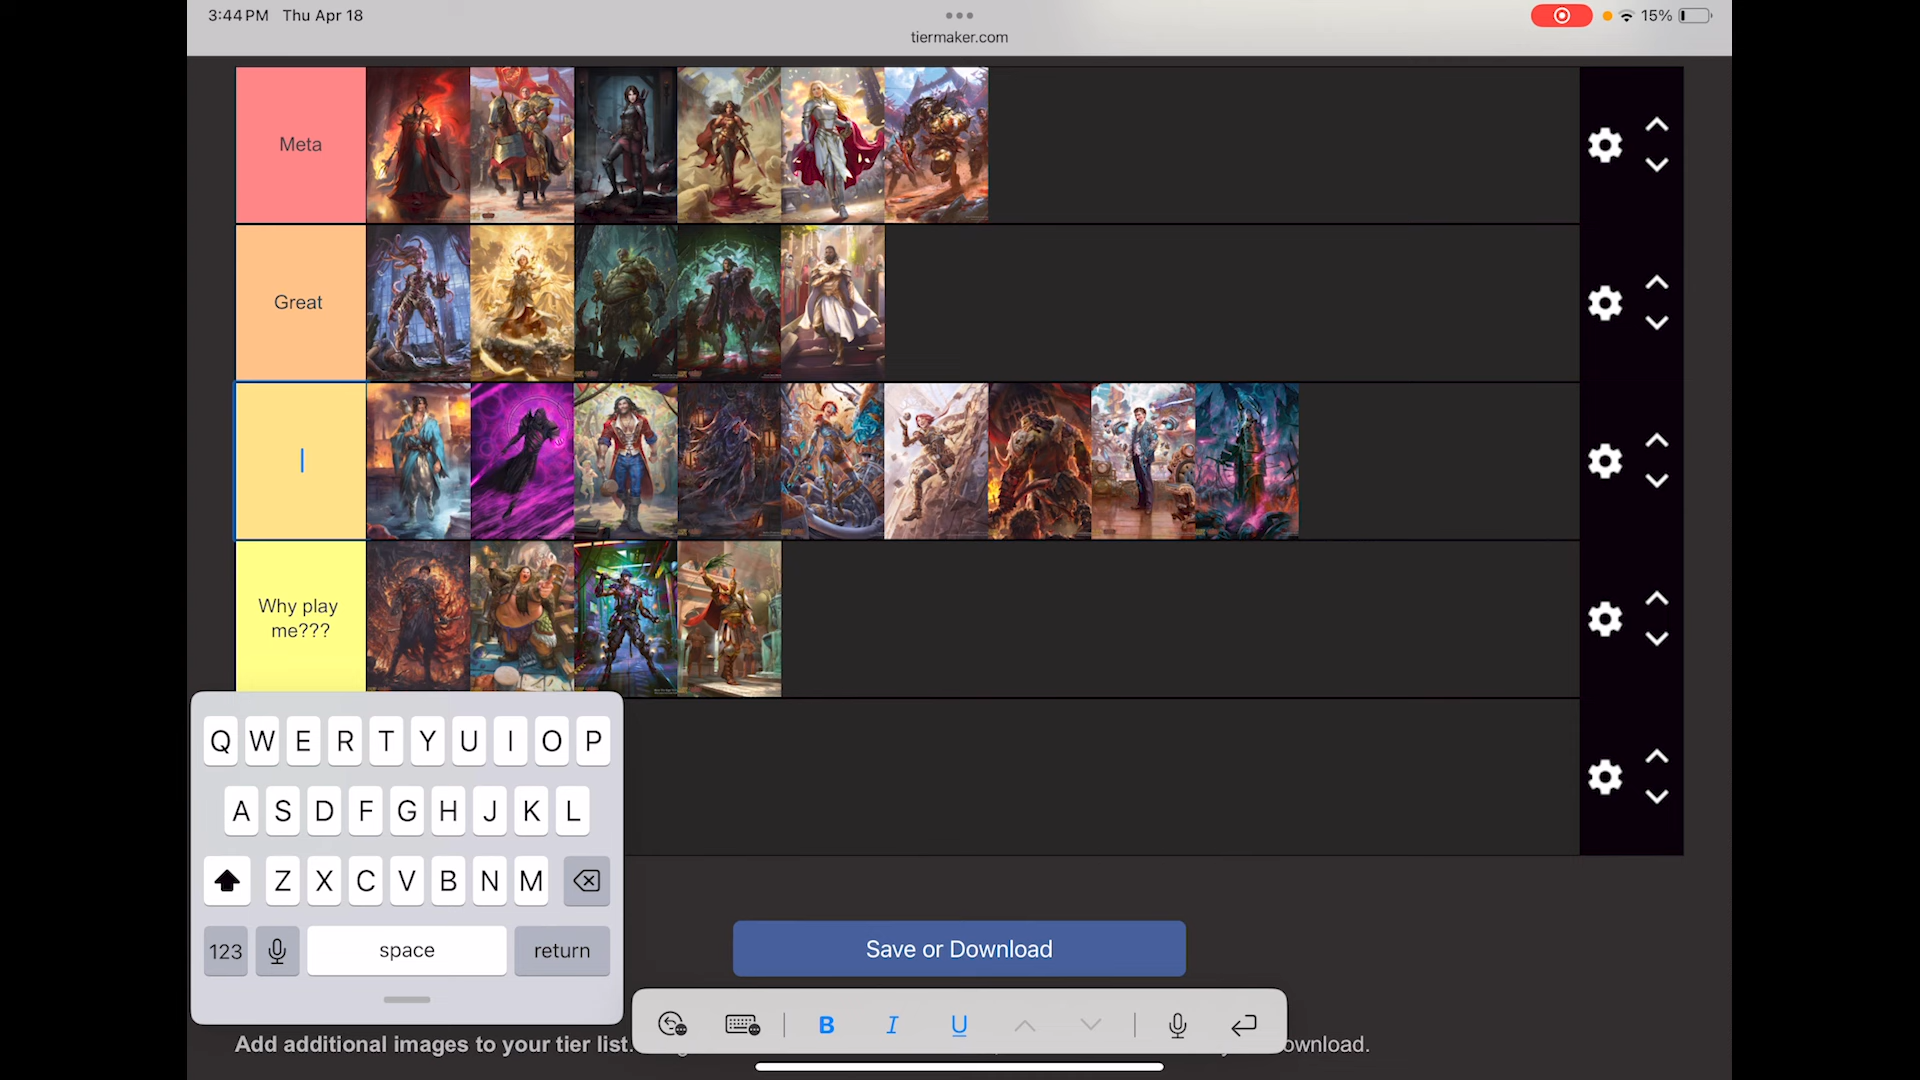 3:44 PM Thu Apr 18
15%
tiermaker.com
Meta
Great
Why play
me???
Q W E R T Y U I O P
A S D F G H J K L
Z X C V B N M
123 space return
Save or Download
B I U
Add additional images to your tier list. ownload.